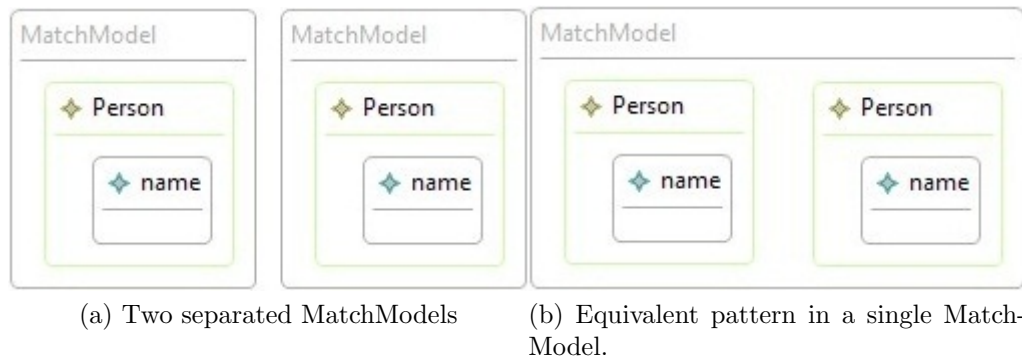 MatchModel
MatchModel
MatchModel
Person
Person
Person
Person
name
name
name
name
(a) Two separated MatchModels
(b) Equivalent pattern in a single Match-
Model.